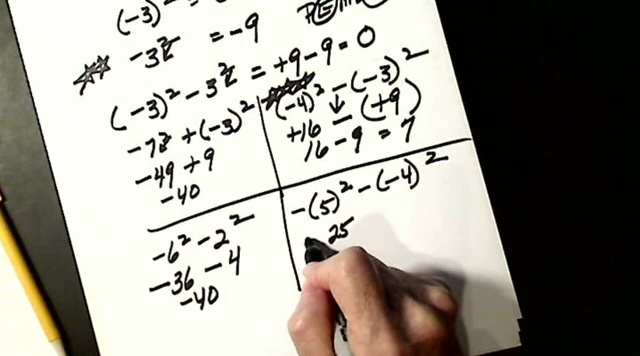 (-3)² =
-3² = -9
(-3)² - 3² = +9 - 9 = 0
-7² + (-3)²
-49 + 9
-40
(-4)² - (-3)²
+16 - (+9)
16 - 9 = 7
-6² - 2²
-36 - 4
-40
-(5)² - (-4)²
25